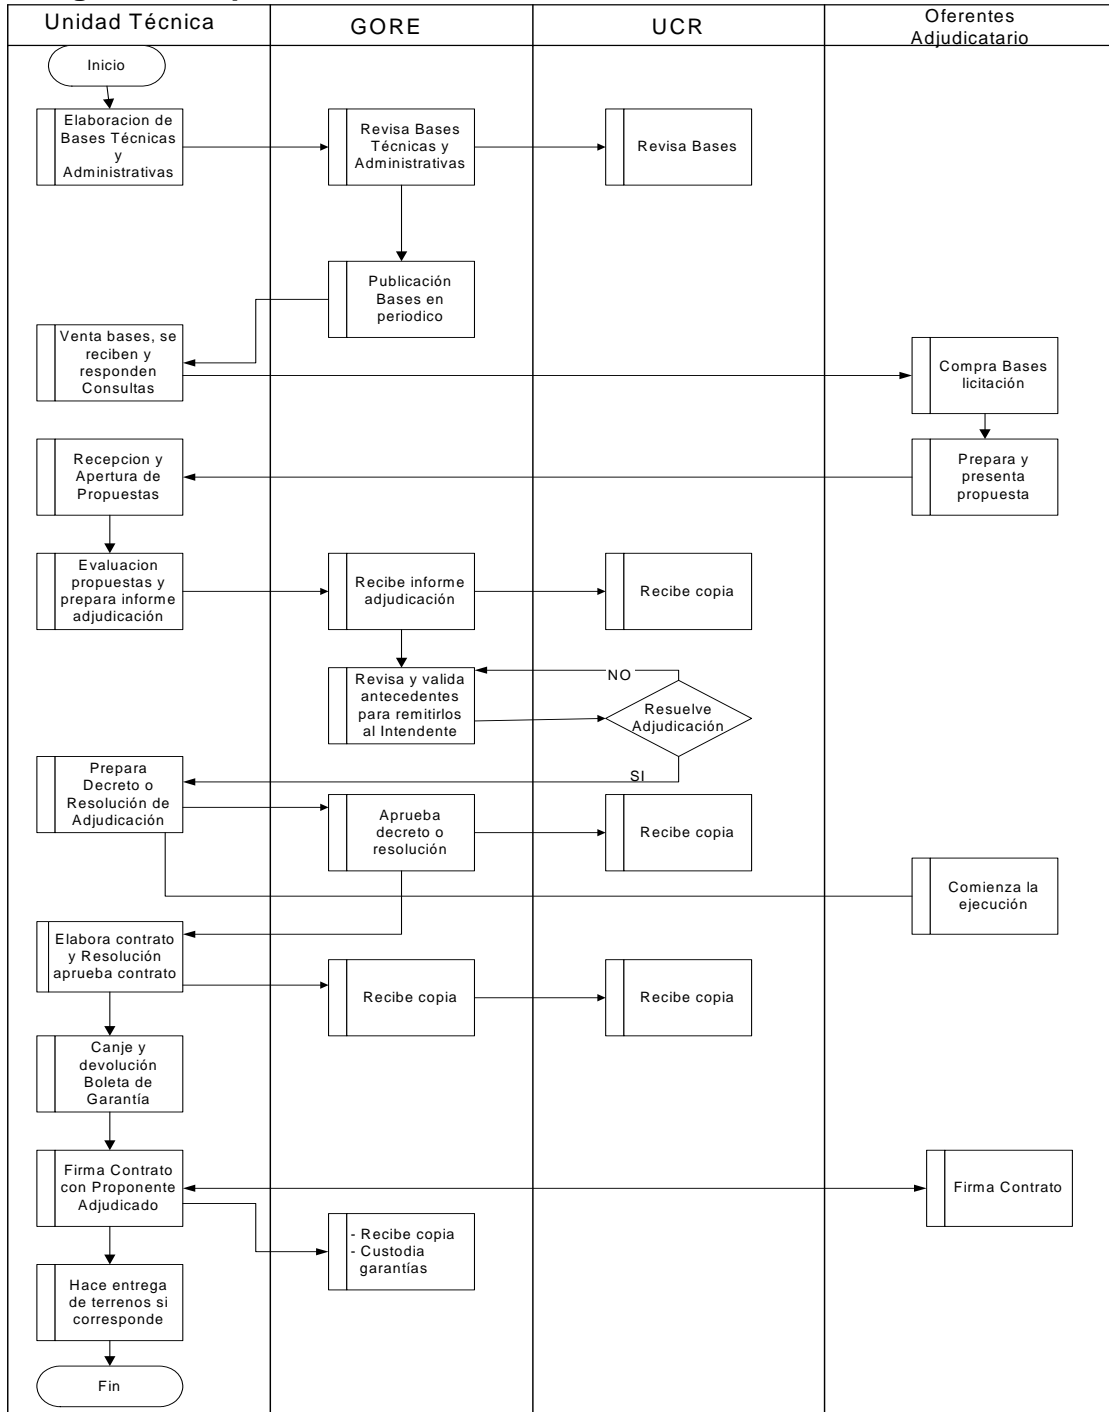 Unidad Técnica
GORE
UCR
Oferentes
Adjudicatario
Inicio
Elaboracion de
Bases Técnicas
y
Administrativas
Revisa Bases
Técnicas y
Administrativas
Revisa Bases
Publicación
Bases en
periodico
Venta bases, se
reciben y
responden
Consultas
Compra Bases
licitación
Recepcion y
Apertura de
Propuestas
Prepara y
presenta
propuesta
Evaluacion
propuestas y
prepara informe
adjudicación
Recibe informe
adjudicación
Recibe copia
Revisa y valida
antecedentes
para remitirlos
al Intendente
NO
Resuelve
Adjudicación
SI
Prepara
Decreto o
Resolución de
Adjudicación
Aprueba
decreto o
resolución
Recibe copia
Comienza la
ejecución
Elabora contrato
y Resolución
aprueba contrato
Recibe copia
Recibe copia
Canje y
devolución
Boleta de
Garantía
Firma Contrato
con Proponente
Adjudicado
Firma Contrato
- Recibe copia
- Custodia
garantías
Hace entrega
de terrenos si
corresponde
Fin